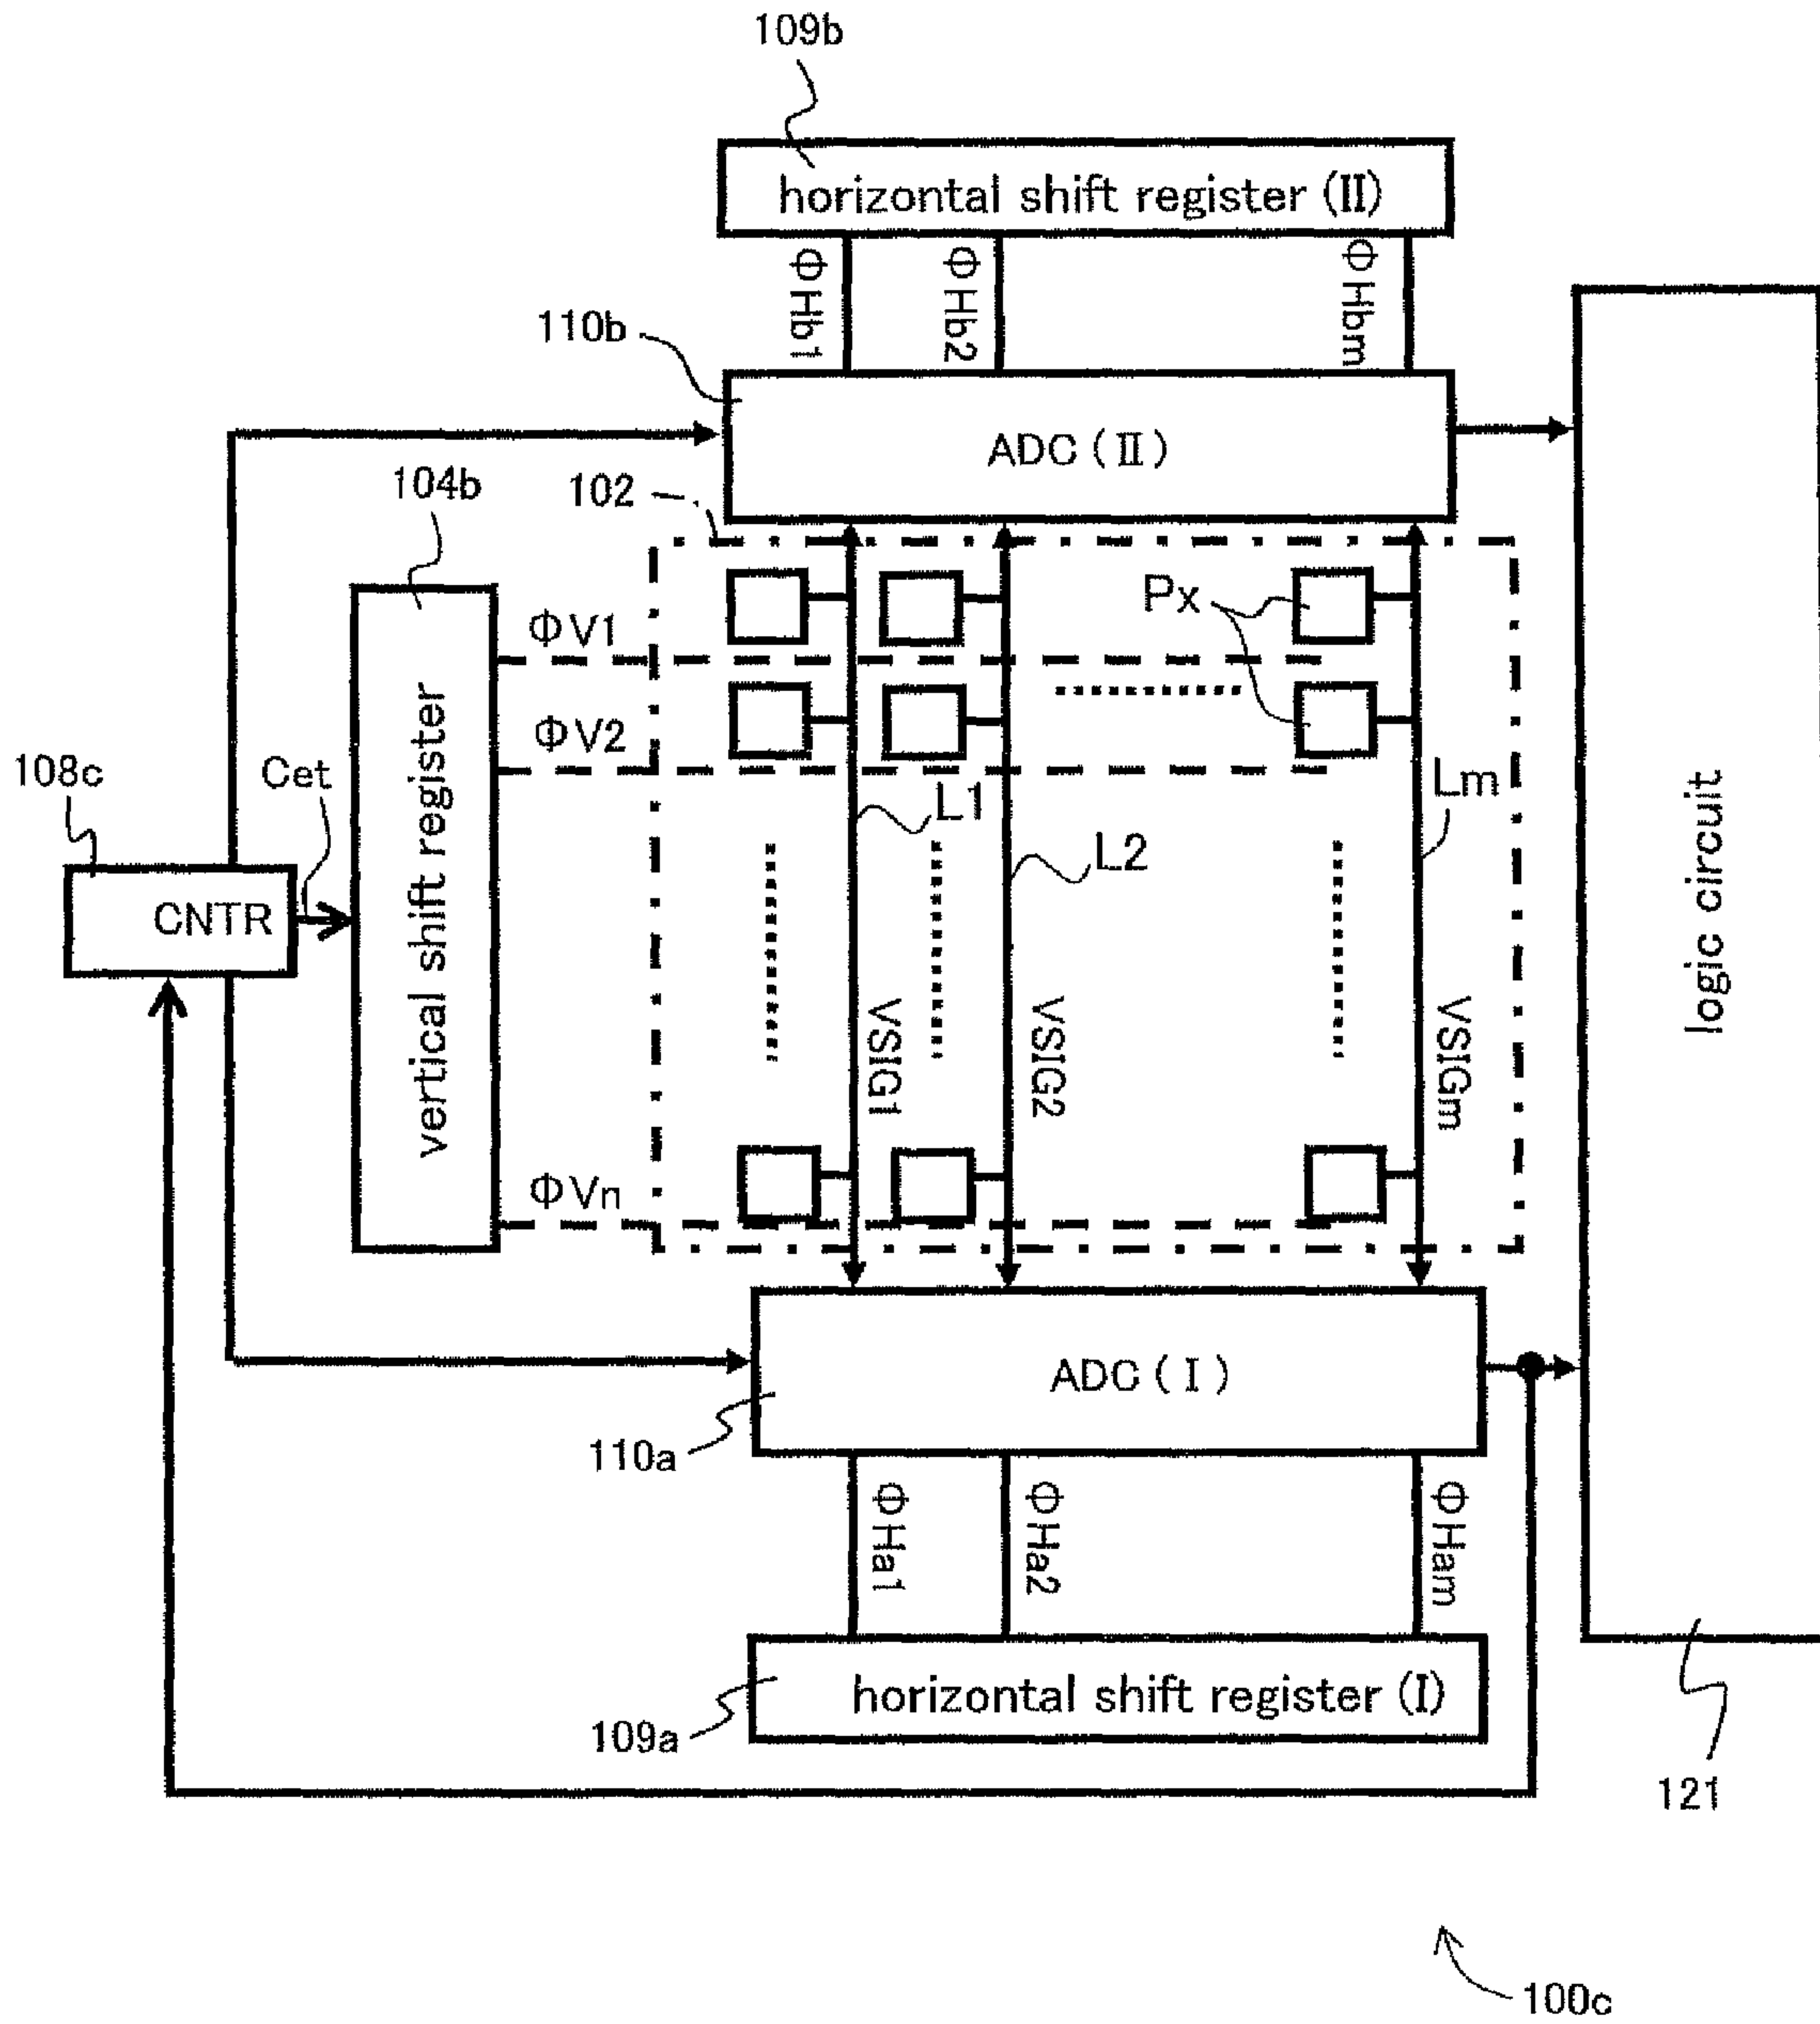 109b
horizontal shift register (II)
ΦHb1
ΦHb2
ΦHbm
110b
ADC (II)
104b
102
Px
ΦV1
ΦV2
108c
Cet
vertical shift register
CNTR
L1
L2
Lm
logic circuit
VSIG1
VSIG2
VSIGm
ΦVn
ADC (I)
110a
ΦHa1
ΦHa2
ΦHam
horizontal shift register (I)
109a
121
100c